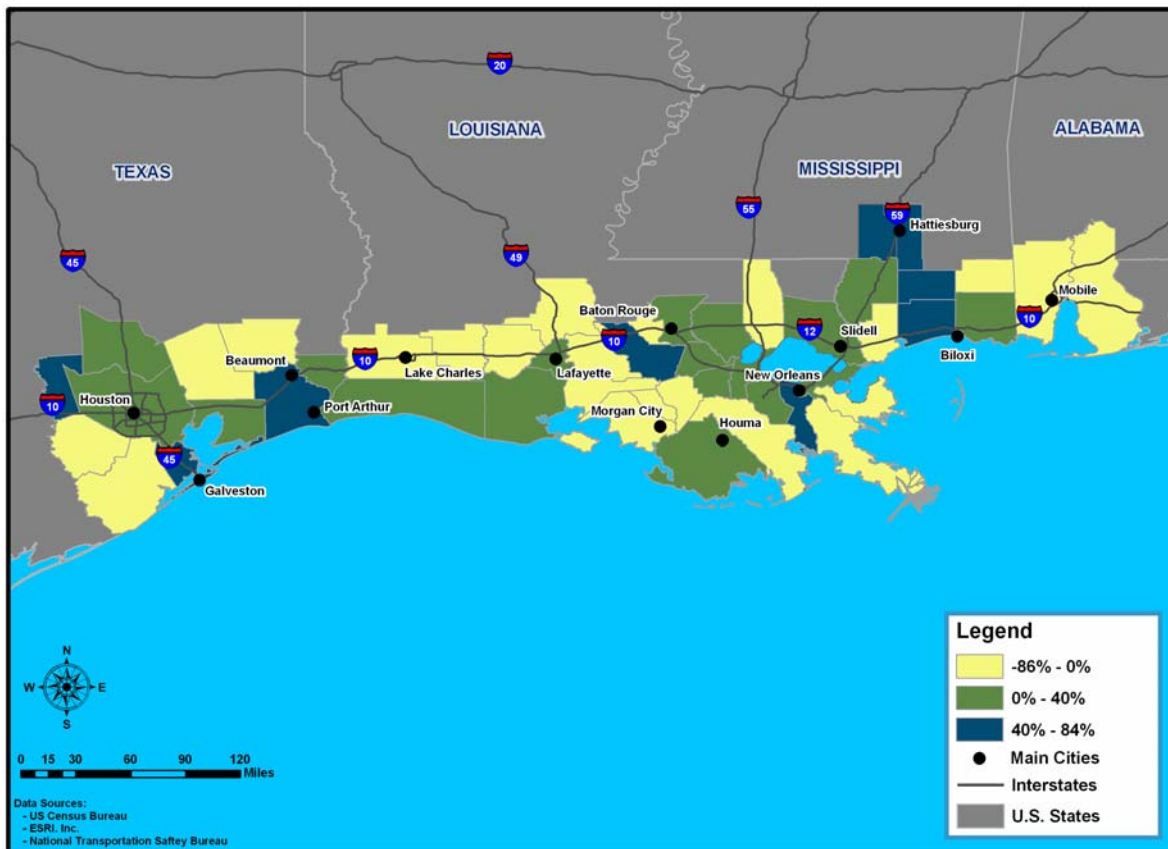 20
LOUISIANA
ALABAMA
TEXAS
MISSISSIPPI
55
59
Hattiesburg
45
49
Mobile
Baton Rouge
10
12
Slidell
10
Beaumont
10
Lake Charles
Lafayette
New Orleans
Biloxi
10
Houston
Port Arthur
Morgan City
Houma
45
Galveston
Legend
-86% - 0%
0% - 40%
40% - 84%
Main Cities
Interstates
U.S. States
N
W E
S
0 15 30 60 90 120
Miles
Data Sources:
- US Census Bureau
- ESRI. Inc.
- National Transportation Saftey Bureau